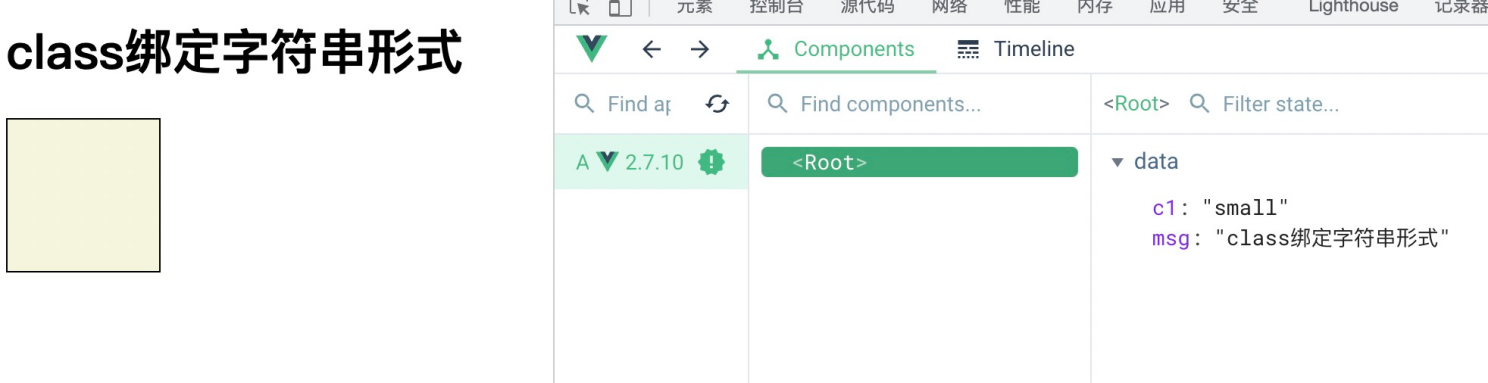 class绑定字符串形式
元素 控制台 源代码 网络 性能 内存 应用 安全 Lighthouse 记录器
Components Timeline
Find ap Find components... <Root> Filter state...
A 2.7.10 <Root> data
c1: "small"
msg: "class绑定字符串形式"